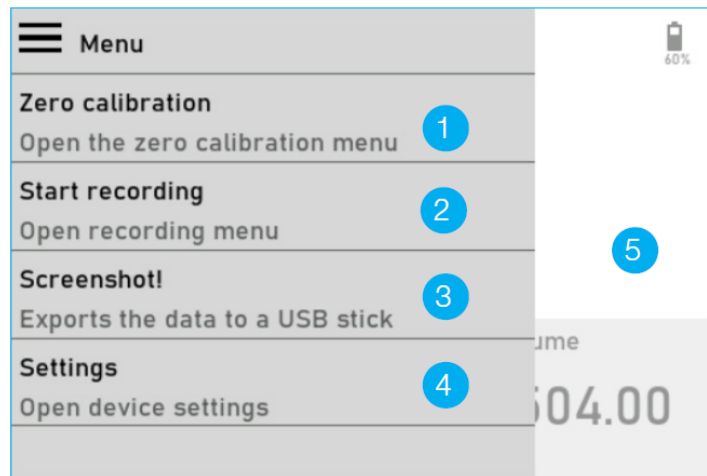 Menu
60%
Zero calibration
Open the zero calibration menu
1
Start recording
Open recording menu
2
5
Screenshot!
Exports the data to a USB stick
3
Settings
Open device settings
4
ume
504.00